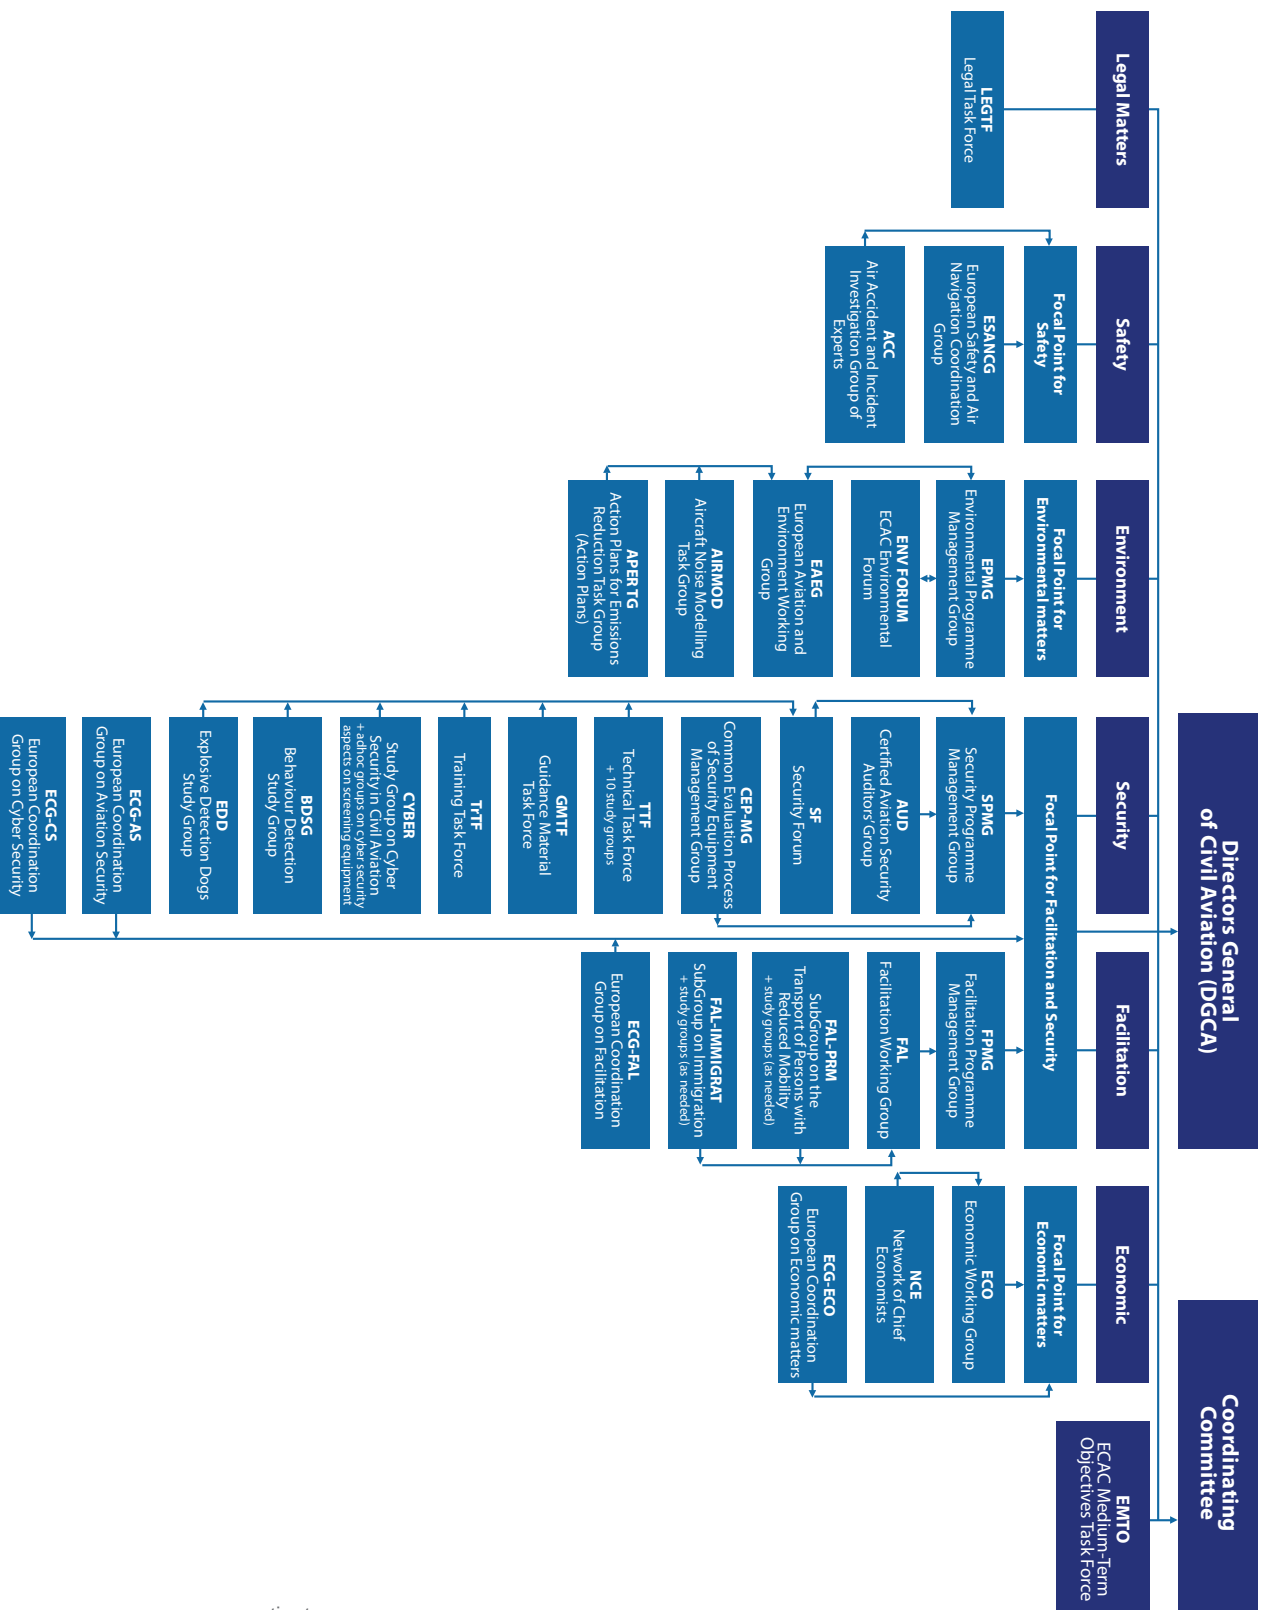 Directors General
of Civil Aviation (DGCA)
Coordinating
Committee
Legal Matters
LEGTF
Legal Task Force
Safety
Focal Point for
Safety
ESANCG
European Safety and Air
Navigation Coordination
Group
ACC
Air Accident and Incident
Investigation Group of
Experts
Environment
Focal Point for
Environmental matters
EPMG
Environmental Programme
Management Group
ENV FORUM
ECAC Environmental
Forum
EAEG
European Aviation and
Environment Working
Group
AIRMOD
Aircraft Noise Modelling
Task Group
APER TG
Action Plans for Emissions
Reduction Task Group
(Action Plans)
Security
Focal Point for Facilitation and Security
SPMG
Security Programme
Management Group
AUD
Certified Aviation Security
Auditors' Group
SF
Security Forum
CEP-MG
Common Evaluation Process
of Security Equipment
Management Group
TTF
Technical Task Force
+ 10 study groups
GMTF
Guidance Material
Task Force
TrTF
Training Task Force
CYBER
Study Group on Cyber
Security in Civil Aviation
+ adhoc groups on cyber security
aspects on screening equipment
BDSG
Behaviour Detection
Study Group
EDD
Explosive Detection Dogs
Study Group
ECG-AS
European Coordination
Group on Aviation Security
ECG-CS
European Coordination
Group on Cyber Security
Facilitation
FPMG
Facilitation Programme
Management Group
FAL
Facilitation Working Group
FAL-PRM
SubGroup on the
Transport of Persons with
Reduced Mobility
+ study groups (as needed)
FAL-IMMIGRAT
SubGroup on Immigration
+ study groups (as needed)
ECG-FAL
European Coordination
Group on Facilitation
Economic
Focal Point for
Economic matters
ECO
Economic Working Group
NCE
Network of Chief
Economists
ECG-ECO
European Coordination
Group on Economic matters
EMTO
ECAC Medium-Term
Objectives Task Force